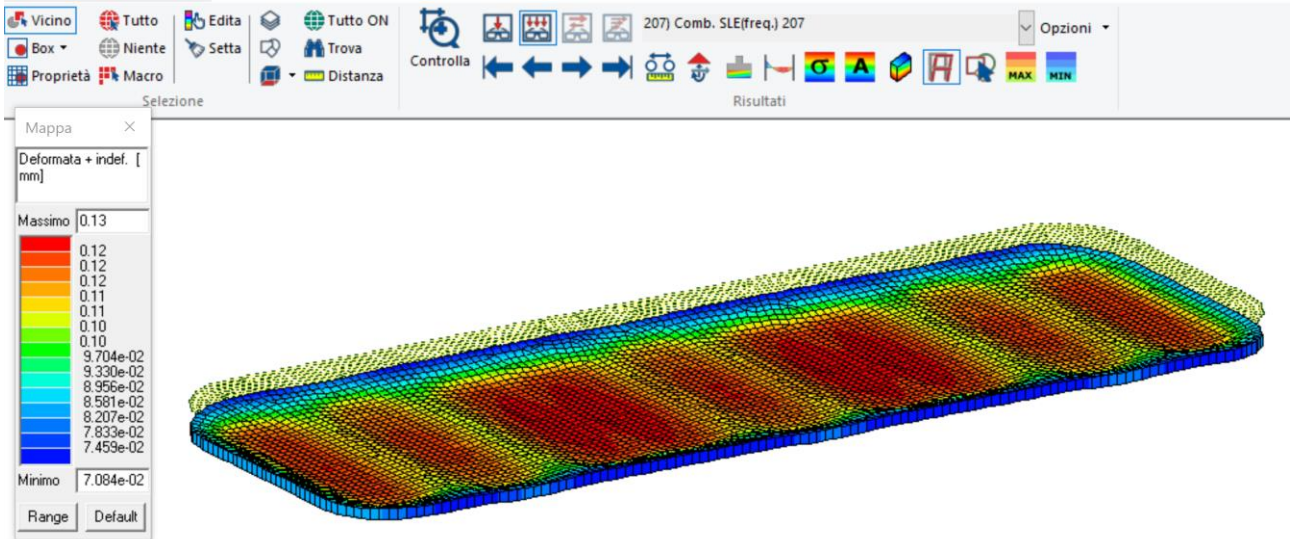 Vicino Tutto Edita Tutto ON 207) Comb. SLE(freq.) 207 Opzioni
Box Niente Setta Trova Controlla
Proprietà Macro Distanza σ A MAX MIN
Selezione Risultati
Mappa
Deformata + indef. [
mm]
Massimo 0.13
0.12
0.12
0.12
0.11
0.11
0.10
0.10
9.704e-02
9.330e-02
8.956e-02
8.581e-02
8.207e-02
7.833e-02
7.459e-02
Minimo 7.084e-02
Range Default